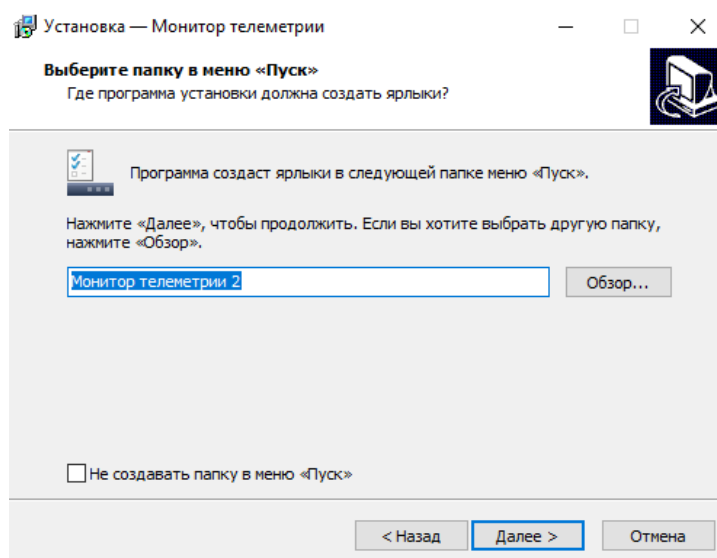 Установка — Монитор телеметрии
Выберите папку в меню «Пуск»
Где программа установки должна создать ярлыки?
Программа создаст ярлыки в следующей папке меню «Пуск».
Нажмите «Далее», чтобы продолжить. Если вы хотите выбрать другую папку,
нажмите «Обзор».
Монитор телеметрии 2
Обзор...
Не создавать папку в меню «Пуск»
< Назад
Далее >
Отмена